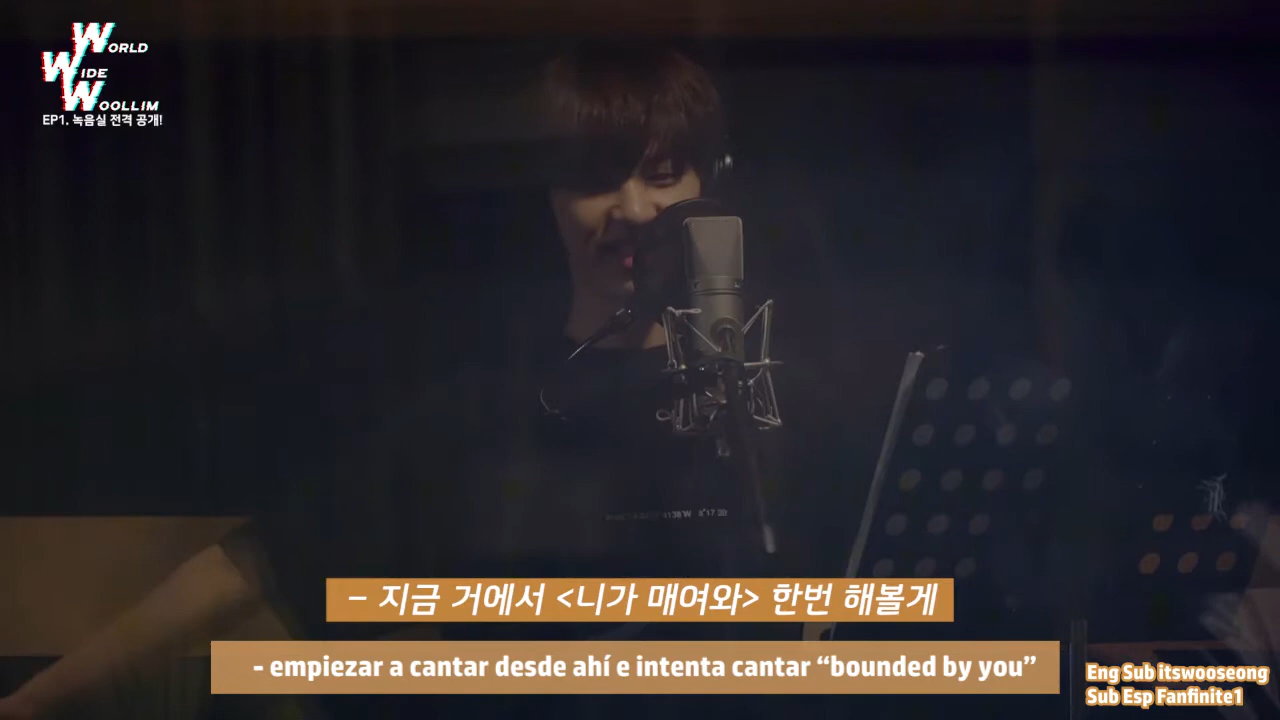 WORLD
WIDE
WOOLLIM
EP1. 녹음실 전격 공개!
– 지금 거에서 <니가 매여와> 한번 해볼게
- empiezar a cantar desde ahí e intenta cantar “bounded by you”
Eng Sub itswooseong
Sub Esp Fanfinite1